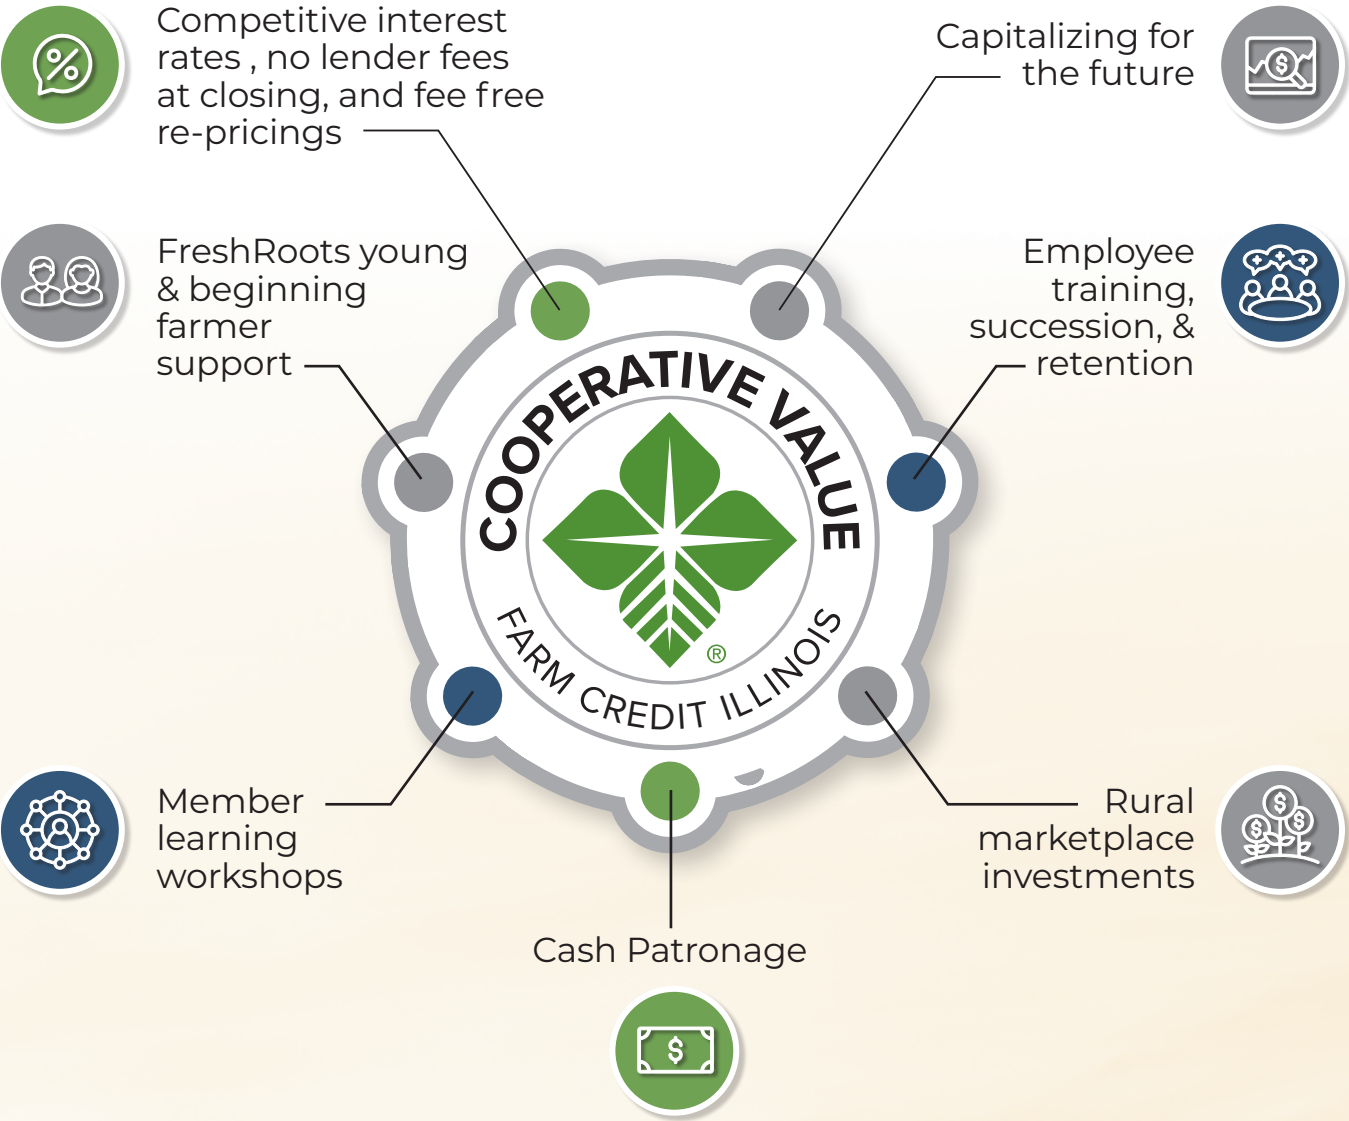 Competitive interest
rates , no lender fees
at closing, and fee free
re-pricings
Capitalizing for
the future
FreshRoots young
& beginning
farmer
support
Employee
training,
succession, &
retention
COOPERATIVE VALUE
FARM CREDIT ILLINOIS
®
Member
learning
workshops
Rural
marketplace
investments
Cash Patronage